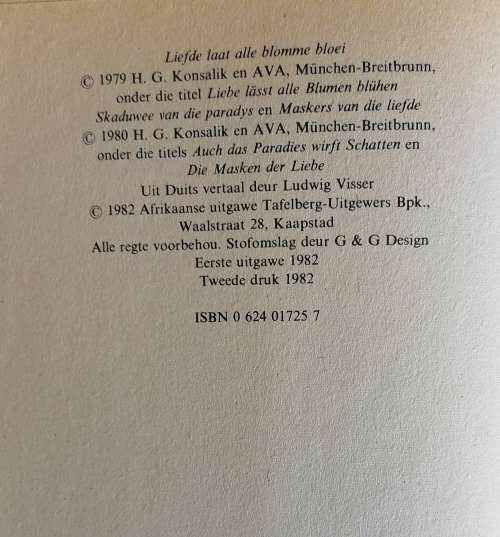 Liefde laat alle blomme bloei
© 1979 H. G. Konsalik en AVA, München-Breitbrunn,
onder die titel Liebe lässt alle Blumen blühen
Skaduwee van die paradys en Maskers van die liefde
© 1980 H. G. Konsalik en AVA, München-Breitbrunn,
onder die titels Auch das Paradies wirft Schatten en
Die Masken der Liebe
Uit Duits vertaal deur Ludwig Visser
© 1982 Afrikaanse uitgawe Tafelberg-Uitgewers Bpk.,
Waalstraat 28, Kaapstad
Alle regte voorbehou. Stofomslag deur G & G Design
Eerste uitgawe 1982
Tweede druk 1982
ISBN 0 624 01725 7